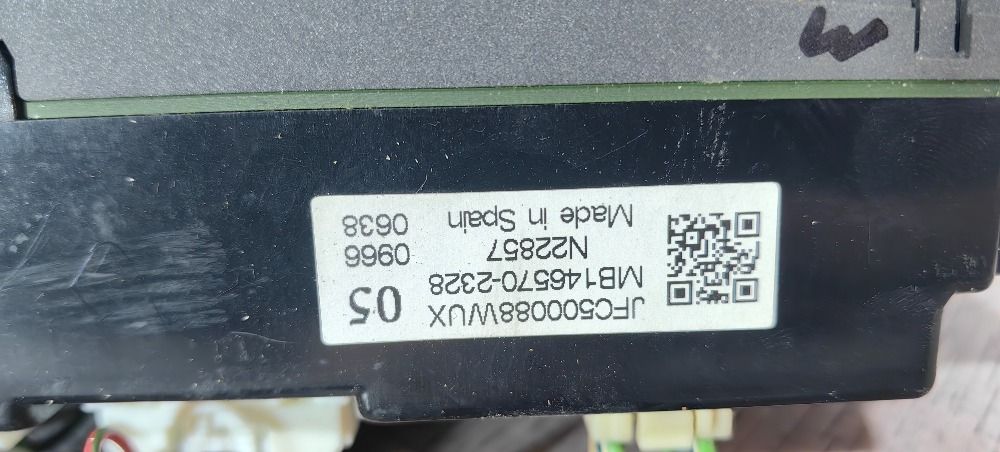 JFC500088WUX
MB146570-2328 05
N22857 0966
Made in Spain 0638
W